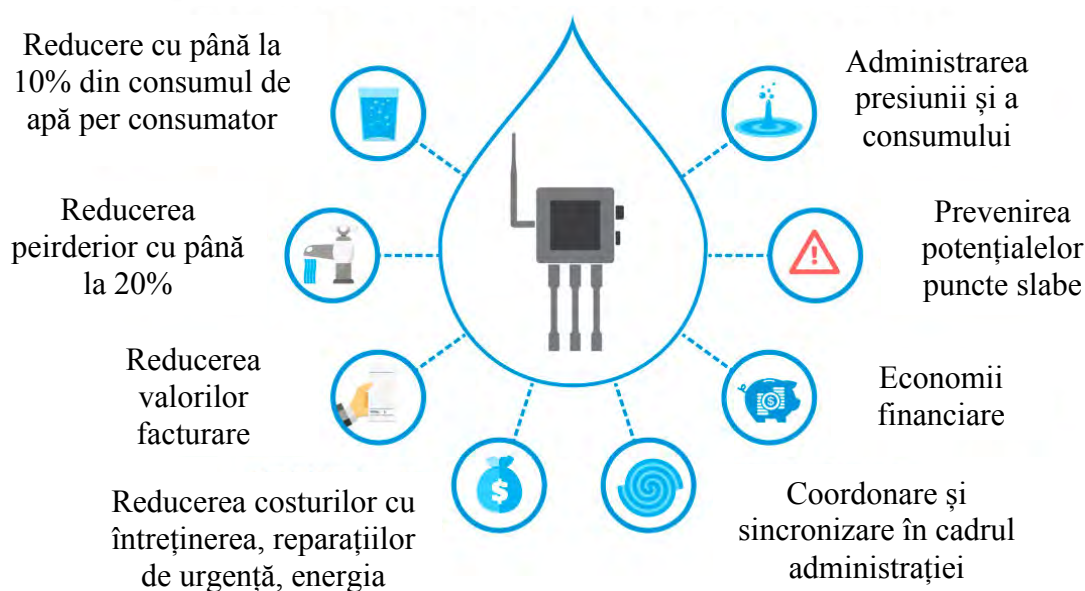 Reducere cu până la
10% din consumul de
apă per consumator
Reducerea
peirderior cu până
la 20%
Reducerea
valorilor
facturare
Reducerea costurilor cu
întreținerea, reparațiilor
de urgență, energia
Administrarea
presiunii și a
consumului
Prevenirea
potențialelor
puncte slabe
Economii
financiare
Coordonare și
sincronizare în cadrul
administrației